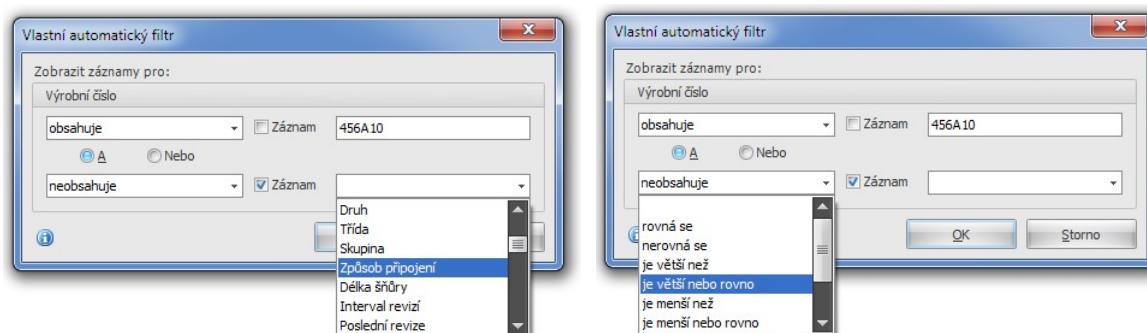 Vlastní automatický filtr
Zobrazit záznamy pro:
Výrobní číslo
obsahuje
Záznam
456A10
A
Nebo
neobsahuje
Záznam
Druh
Třída
Skupina
Způsob připojení
Délka šňůry
Interval revizí
Poslední revize
Vlastní automatický filtr
Zobrazit záznamy pro:
Výrobní číslo
obsahuje
Záznam
456A10
A
Nebo
neobsahuje
Záznam
rovná se
nerovná se
je větší než
je větší nebo rovno
je menší než
je menší nebo rovno
OK
Storno